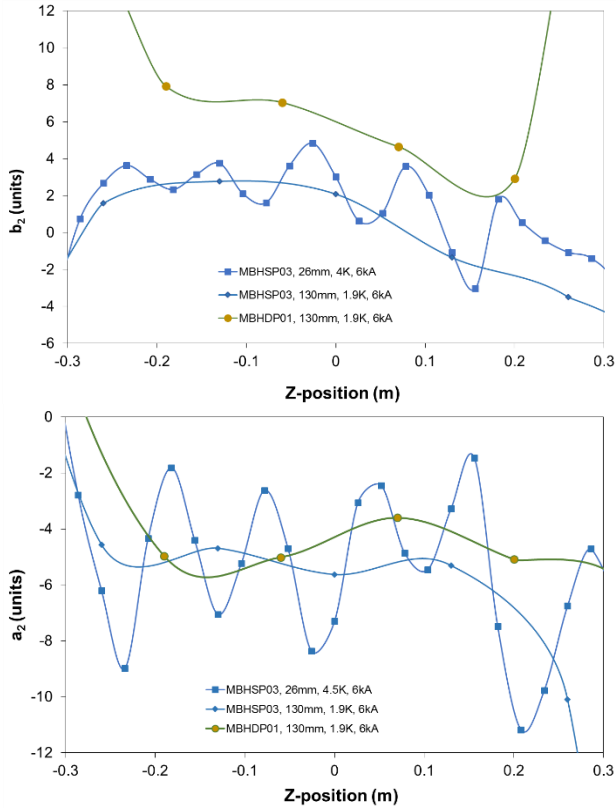 12
10
8
6
4
2
0
-2
-4
-6
b2 (units)
MBHSP03, 26mm, 4K, 6kA
MBHSP03, 130mm, 1.9K, 6kA
MBHDP01, 130mm, 1.9K, 6kA
-0.3 -0.2 -0.1 0 0.1 0.2 0.3
Z-position (m)
0
-2
-4
-6
-8
-10
-12
a2 (units)
MBHSP03, 26mm, 4.5K, 6kA
MBHSP03, 130mm, 1.9K, 6kA
MBHDP01, 130mm, 1.9K, 6kA
-0.3 -0.2 -0.1 0 0.1 0.2 0.3
Z-position (m)